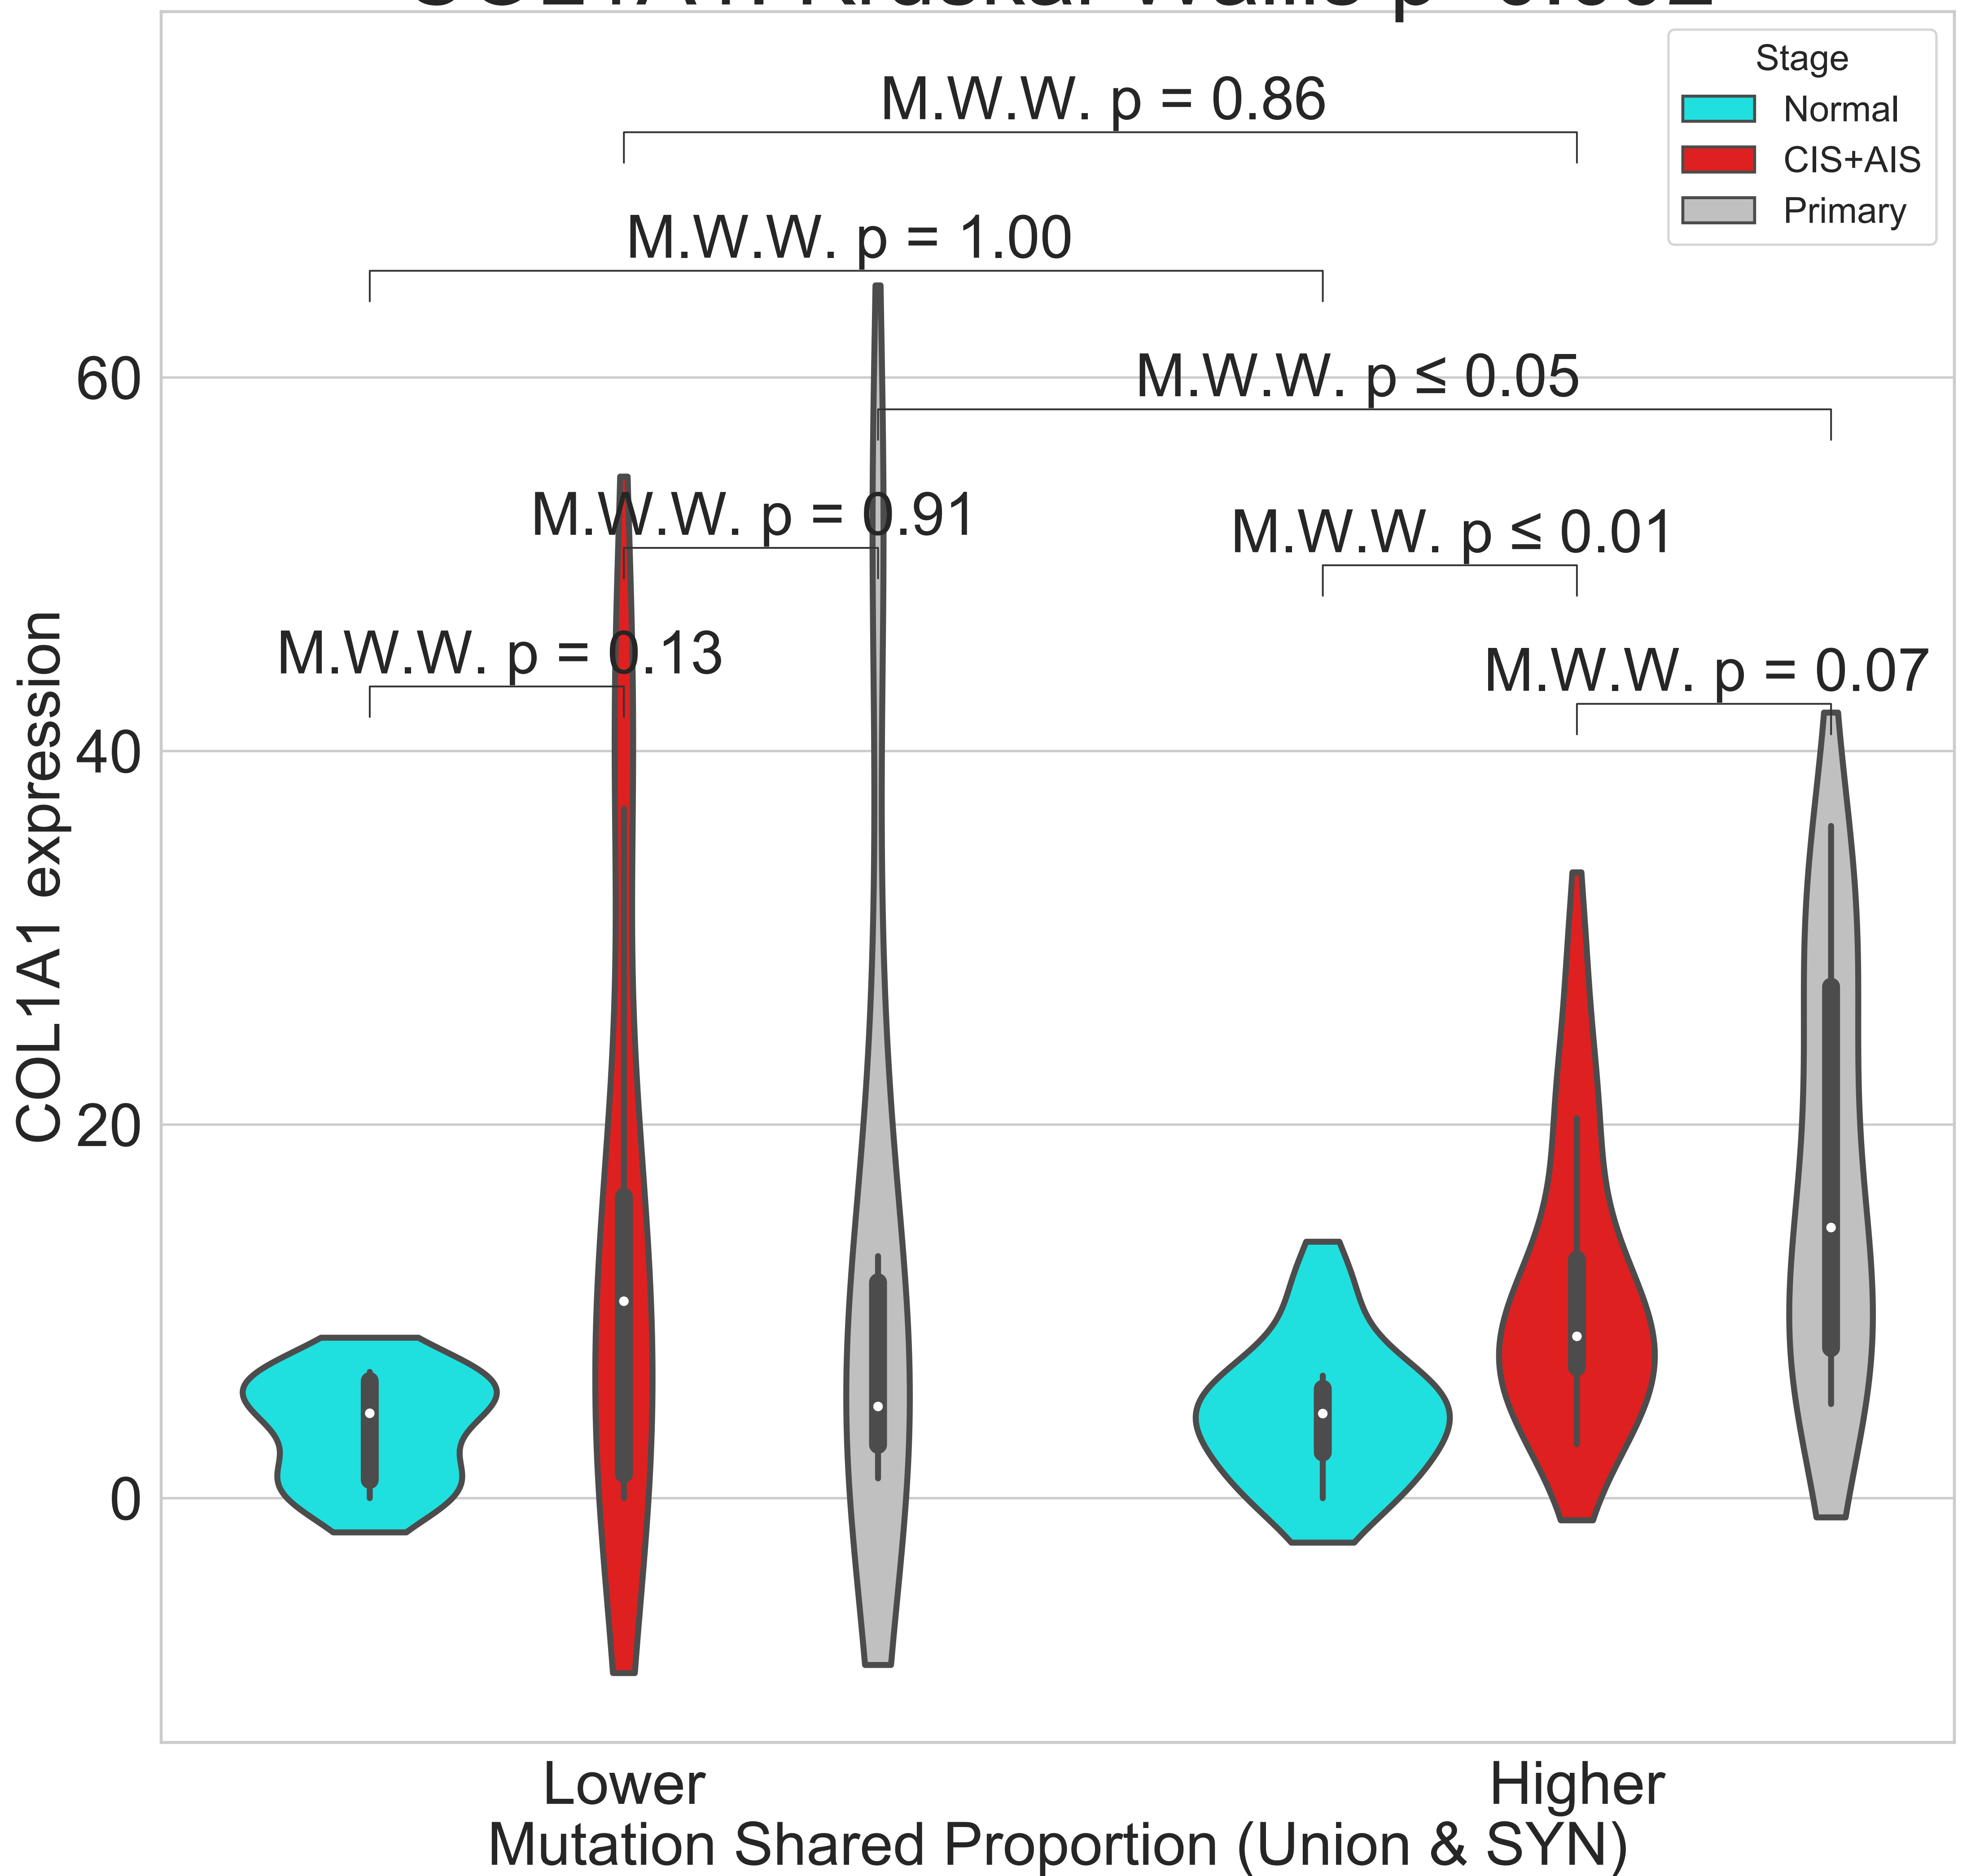 Stage
Normal
CIS+AIS
Primary
M.W.W. p = 0.86
M.W.W. p = 1.00
M.W.W. p ≤ 0.05
M.W.W. p = 0.91
M.W.W. p ≤ 0.01
M.W.W. p = 0.13
M.W.W. p = 0.07
COL1A1 expression
60
40
20
0
Lower
Higher
Mutation Shared Proportion (Union & SYN)